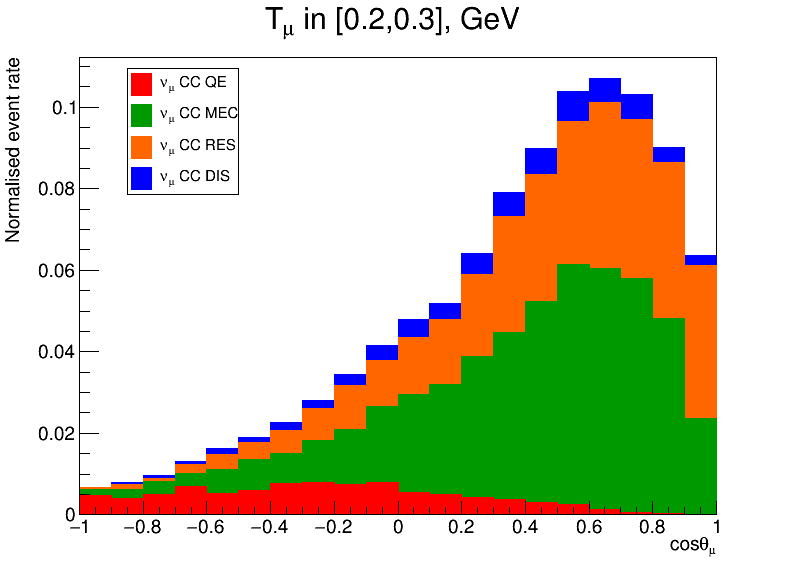 Tμ in [0.2,0.3], GeV
Normalised event rate
νμ CC QE
νμ CC MEC
νμ CC RES
νμ CC DIS
0.1
0.08
0.06
0.04
0.02
0
−1 −0.8 −0.6 −0.4 −0.2 0 0.2 0.4 0.6 0.8 1
cosθμ